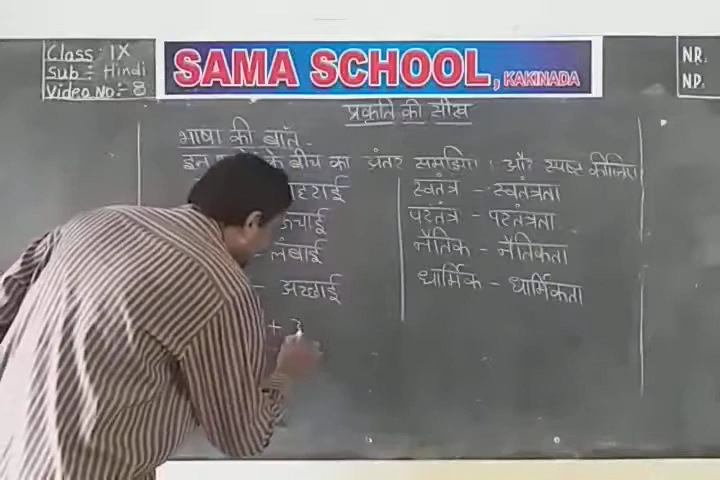 Class: IX
Sub :- Hindi
Video No:- 8
SAMA SCHOOL, KAKINADA
NR.
NP.
प्रकृति की सीख
भाषा की बात -
इन के बीच का अंतर समझिए। और स्पष्ट कीजिए।
स्वतंत्र - स्वतंत्रता
ऊंचाई परतंत्र - परतंत्रता
- लंबाई नैतिक - नैतिकता
- अच्छाई धार्मिक - धार्मिकता
+